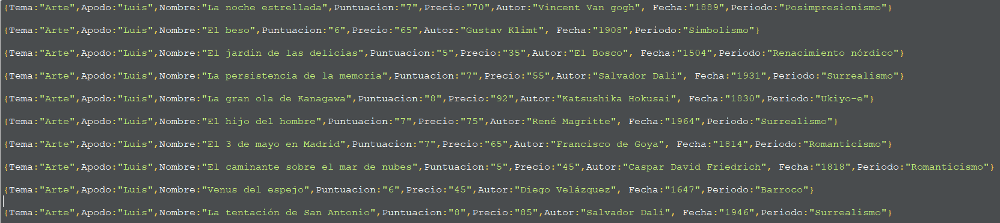 {Tema:"Arte",Apodo:"Luis",Nombre:"La noche estrellada",Puntuacion:"7",Precio:"70",Autor:"Vincent Van gogh", Fecha:"1889",Periodo:"Posimpresionismo"}
{Tema:"Arte",Apodo:"Luis",Nombre:"El beso",Puntuacion:"6",Precio:"65",Autor:"Gustav Klimt", Fecha:"1908",Periodo:"Simbolismo"}
{Tema:"Arte",Apodo:"Luis",Nombre:"El jardin de las delicias",Puntuacion:"5",Precio:"35",Autor:"El Bosco", Fecha:"1504",Periodo:"Renacimiento nórdico"}
{Tema:"Arte",Apodo:"Luis",Nombre:"La persistencia de la memoria",Puntuacion:"7",Precio:"55",Autor:"Salvador Dali", Fecha:"1931",Periodo:"Surrealismo"}
{Tema:"Arte",Apodo:"Luis",Nombre:"La gran ola de Kanagawa",Puntuacion:"8",Precio:"92",Autor:"Katsushika Hokusai", Fecha:"1830",Periodo:"Ukiyo-e"}
{Tema:"Arte",Apodo:"Luis",Nombre:"El hijo del hombre",Puntuacion:"7",Precio:"75",Autor:"René Magritte", Fecha:"1964",Periodo:"Surrealismo"}
{Tema:"Arte",Apodo:"Luis",Nombre:"El 3 de mayo en Madrid",Puntuacion:"7",Precio:"65",Autor:"Francisco de Goya", Fecha:"1814",Periodo:"Romanticismo"}
{Tema:"Arte",Apodo:"Luis",Nombre:"El caminante sobre el mar de nubes",Puntuacion:"5",Precio:"45",Autor:"Caspar David Friedrich", Fecha:"1818",Periodo:"Romanticismo"}
{Tema:"Arte",Apodo:"Luis",Nombre:"Venus del espejo",Puntuacion:"6",Precio:"45",Autor:"Diego Velázquez", Fecha:"1647",Periodo:"Barroco"}
{Tema:"Arte",Apodo:"Luis",Nombre:"La tentación de San Antonio",Puntuacion:"8",Precio:"85",Autor:"Salvador Dalí", Fecha:"1946",Periodo:"Surrealismo"}